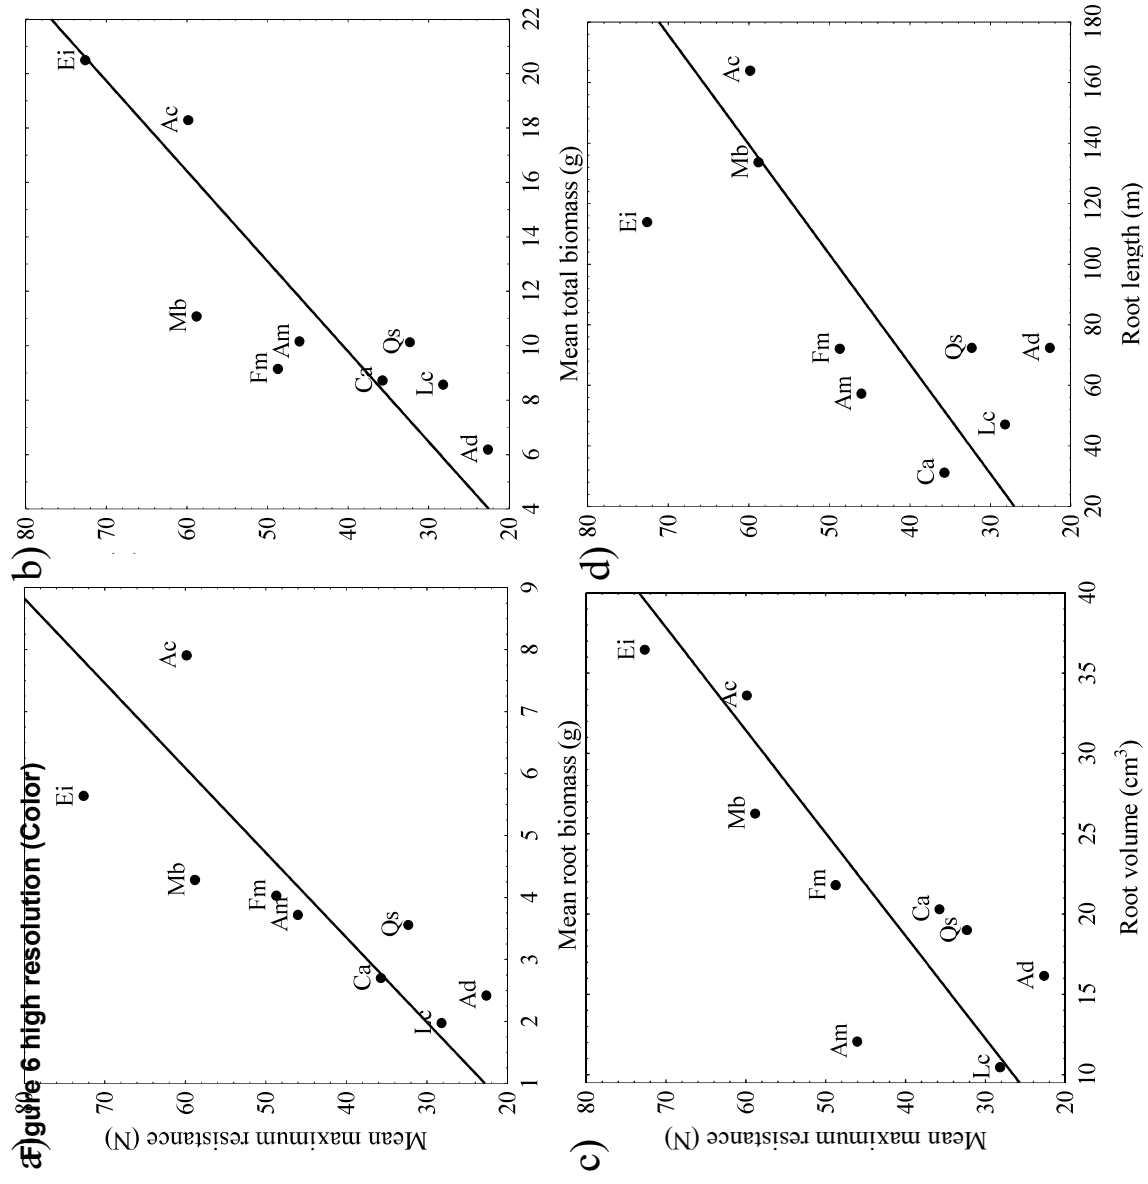 Figure 6 high resolution (Color)
a)
Mean maximum resistance (N)
80
70
60
50
40
30
20
Ei
Ac
Mb
Fm
Am
Qs
Ca
Lc
Ad
1 2 3 4 5 6 7 8 9
Mean root biomass (g)
b)
80
70
60
50
40
30
20
Ei
Ac
Mb
Fm
Am
Qs
Ca
Lc
Ad
4 6 8 10 12 14 16 18 20 22
Mean total biomass (g)
c)
Mean maximum resistance (N)
80
70
60
50
40
30
20
Ei
Ac
Mb
Fm
Am
Ca
Qs
Ad
Lc
10 15 20 25 30 35 40
Root volume (cm³)
d)
80
70
60
50
40
30
20
Ei
Ac
Mb
Fm
Am
Qs
Ad
Lc
Ca
20 40 60 80 100 120 140 160 180
Root length (m)